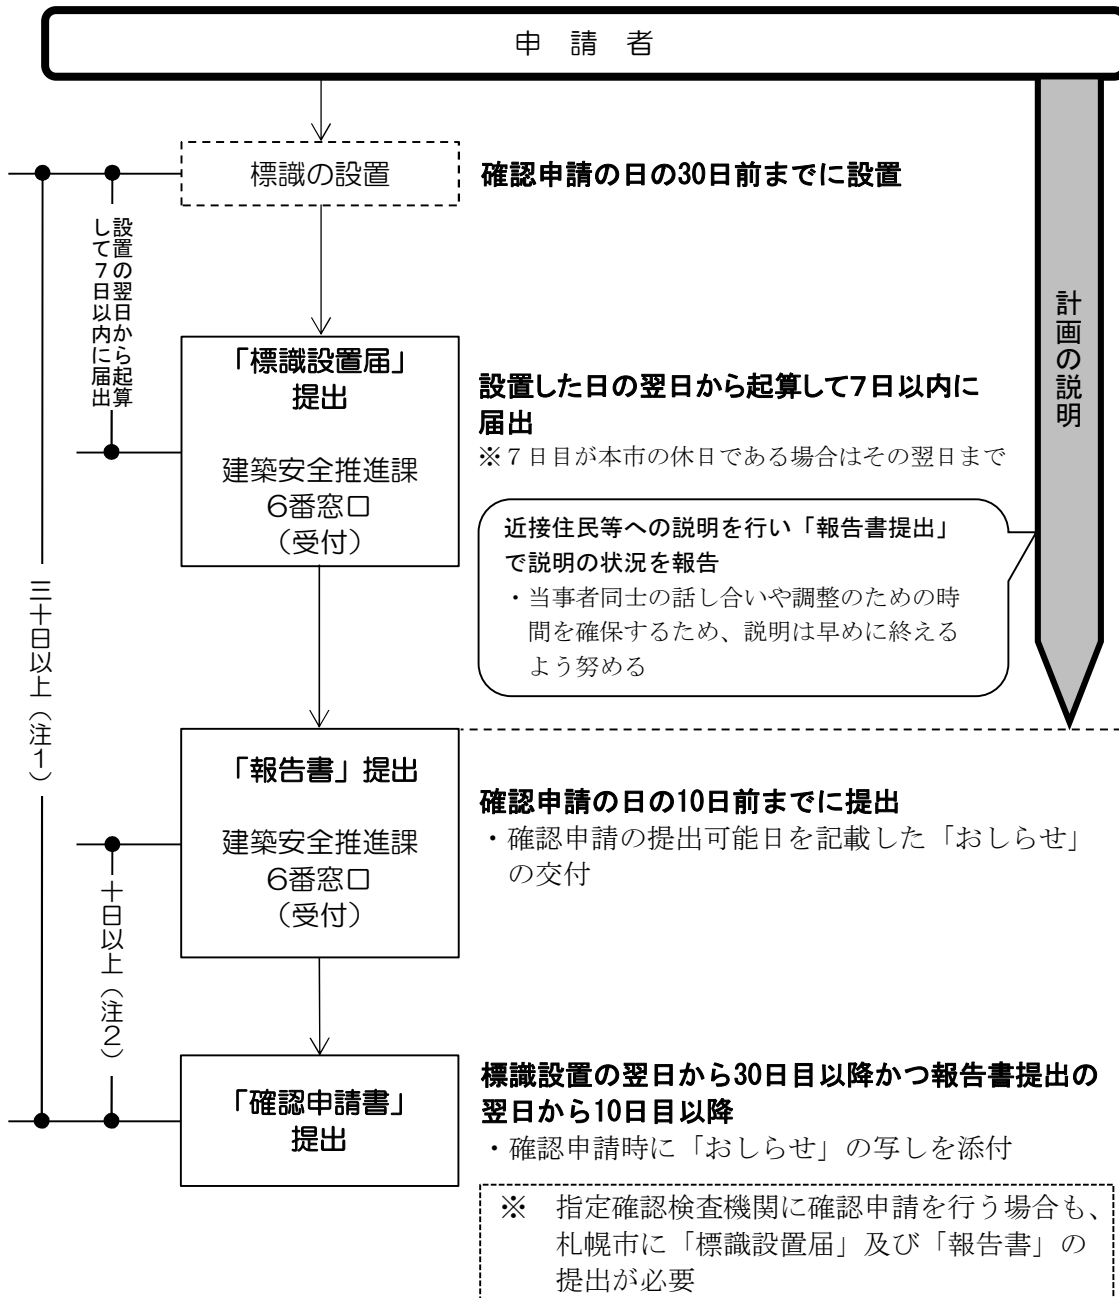 申 請 者
標識の設置
確認申請の日の30日前までに設置
設置の翌日から起算
して7日以内に届出
「標識設置届」
提出
建築安全推進課
6番窓口
（受付）
設置した日の翌日から起算して7日以内に
届出
※７日目が本市の休日である場合はその翌日まで
計画の説明
近接住民等への説明を行い「報告書提出」
で説明の状況を報告
・当事者同士の話し合いや調整のための時
間を確保するため、説明は早めに終える
よう努める
三十日以上（注１）
「報告書」提出
建築安全推進課
6番窓口
（受付）
確認申請の日の10日前までに提出
・確認申請の提出可能日を記載した「おしらせ」
の交付
十日以上（注２）
「確認申請書」
提出
標識設置の翌日から30日目以降かつ報告書提出の
翌日から10日目以降
・確認申請時に「おしらせ」の写しを添付
※　指定確認検査機関に確認申請を行う場合も、
札幌市に「標識設置届」及び「報告書」の
提出が必要